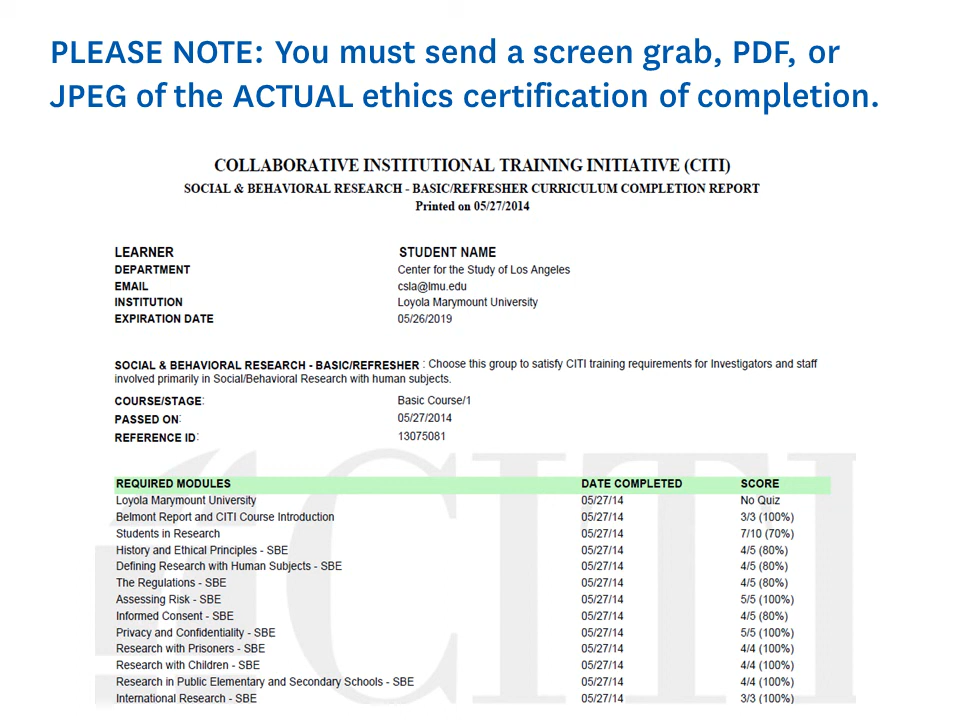 PLEASE NOTE: You must send a screen grab, PDF, or
JPEG of the ACTUAL ethics certification of completion.
COLLABORATIVE INSTITUTIONAL TRAINING INITIATIVE (CITI)
SOCIAL & BEHAVIORAL RESEARCH - BASIC/REFRESHER CURRICULUM COMPLETION REPORT
Printed on 05/27/2014
LEARNER STUDENT NAME
DEPARTMENT Center for the Study of Los Angeles
EMAIL csla@lmu.edu
INSTITUTION Loyola Marymount University
EXPIRATION DATE 05/26/2019
SOCIAL & BEHAVIORAL RESEARCH - BASIC/REFRESHER : Choose this group to satisfy CITI training requirements for Investigators and staff
involved primarily in Social/Behavioral Research with human subjects.
COURSE/STAGE: Basic Course/1
PASSED ON: 05/27/2014
REFERENCE ID: 13075081
REQUIRED MODULES DATE COMPLETED SCORE
Loyola Marymount University 05/27/14 No Quiz
Belmont Report and CITI Course Introduction 05/27/14 3/3 (100%)
Students in Research 05/27/14 7/10 (70%)
History and Ethical Principles - SBE 05/27/14 4/5 (80%)
Defining Research with Human Subjects - SBE 05/27/14 4/5 (80%)
The Regulations - SBE 05/27/14 4/5 (80%)
Assessing Risk - SBE 05/27/14 5/5 (100%)
Informed Consent - SBE 05/27/14 4/5 (80%)
Privacy and Confidentiality - SBE 05/27/14 5/5 (100%)
Research with Prisoners - SBE 05/27/14 4/4 (100%)
Research with Children - SBE 05/27/14 4/4 (100%)
Research in Public Elementary and Secondary Schools - SBE 05/27/14 4/4 (100%)
International Research - SBE 05/27/14 3/3 (100%)
CITI